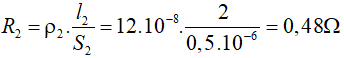 R₂ = ρ₂.l₂/S₂ = 12.10⁻⁸.2/0,5.10⁻⁶ = 0,48Ω